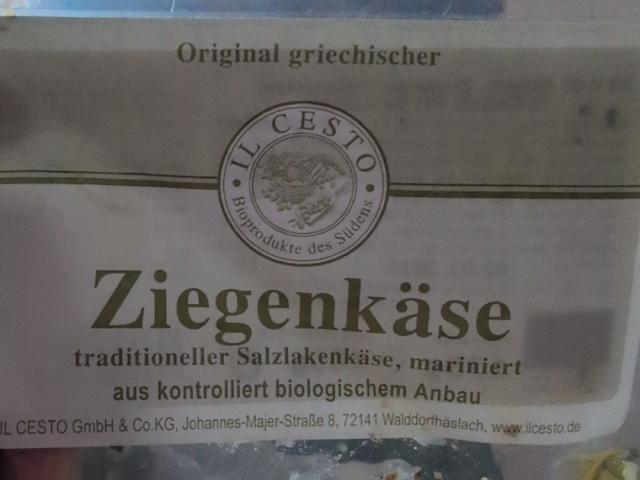 Original griechischer
IL CESTO
Bioprodukte des Südens
Ziegenkäse
traditioneller Salzlakenkäse, mariniert
aus kontrolliert biologischem Anbau
IL CESTO GmbH & Co.KG, Johannes-Majer-Straße 8, 72141 Walddorfhäslach, www.ilcesto.de